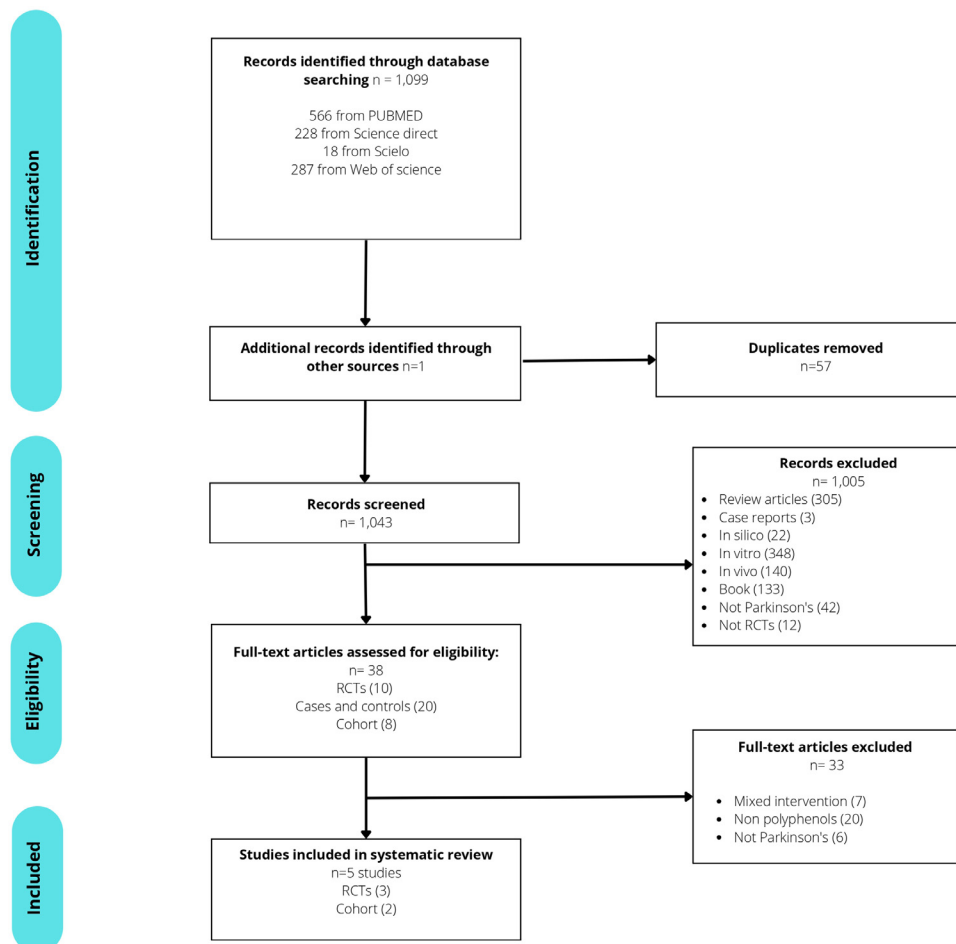 Identification
Records identified through database
searching n = 1,099
566 from PUBMED
228 from Science direct
18 from Scielo
287 from Web of science
Additional records identified through
other sources n=1
Duplicates removed
n=57
Screening
Records screened
n= 1,043
Records excluded
n= 1,005
• Review articles (305)
• Case reports (3)
• In silico (22)
• In vitro (348)
• In vivo (140)
• Book (133)
• Not Parkinson's (42)
• Not RCTs (12)
Eligibility
Full-text articles assessed for eligibility:
n= 38
RCTs (10)
Cases and controls (20)
Cohort (8)
Full-text articles excluded
n= 33
• Mixed intervention (7)
• Non polyphenols (20)
• Not Parkinson's (6)
Included
Studies included in systematic review
n=5 studies
RCTs (3)
Cohort (2)